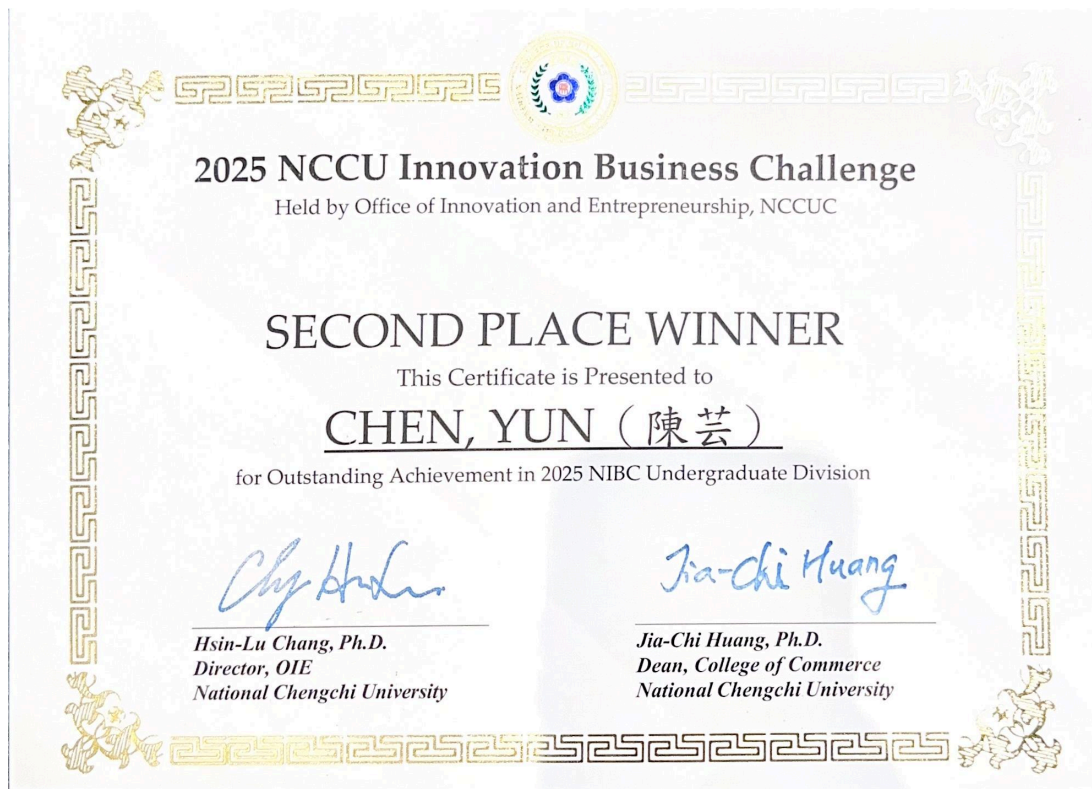 2025 NCCU Innovation Business Challenge
Held by Office of Innovation and Entrepreneurship, NCCUC
SECOND PLACE WINNER
This Certificate is Presented to
CHEN, YUN（陳芸）
for Outstanding Achievement in 2025 NIBC Undergraduate Division
Jia-Chi Huang
Hsin-Lu Chang, Ph.D.
Director, OIE
National Chengchi University
Jia-Chi Huang, Ph.D.
Dean, College of Commerce
National Chengchi University